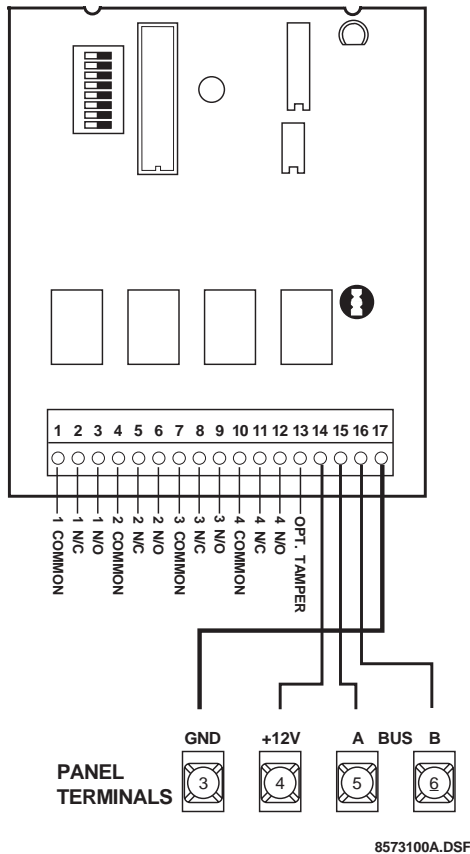 1 2 3 4 5 6 7 8 9 10 11 12 13 14 15 16 17
1 COMMON
1 N/C
1 N/O
2 COMMON
2 N/C
2 N/O
3 COMMON
3 N/C
3 N/O
4 COMMON
4 N/C
4 N/O
OPT. TAMPER
GND +12V A BUS B
PANEL
TERMINALS
3 4 5 6
8573100A.DSF